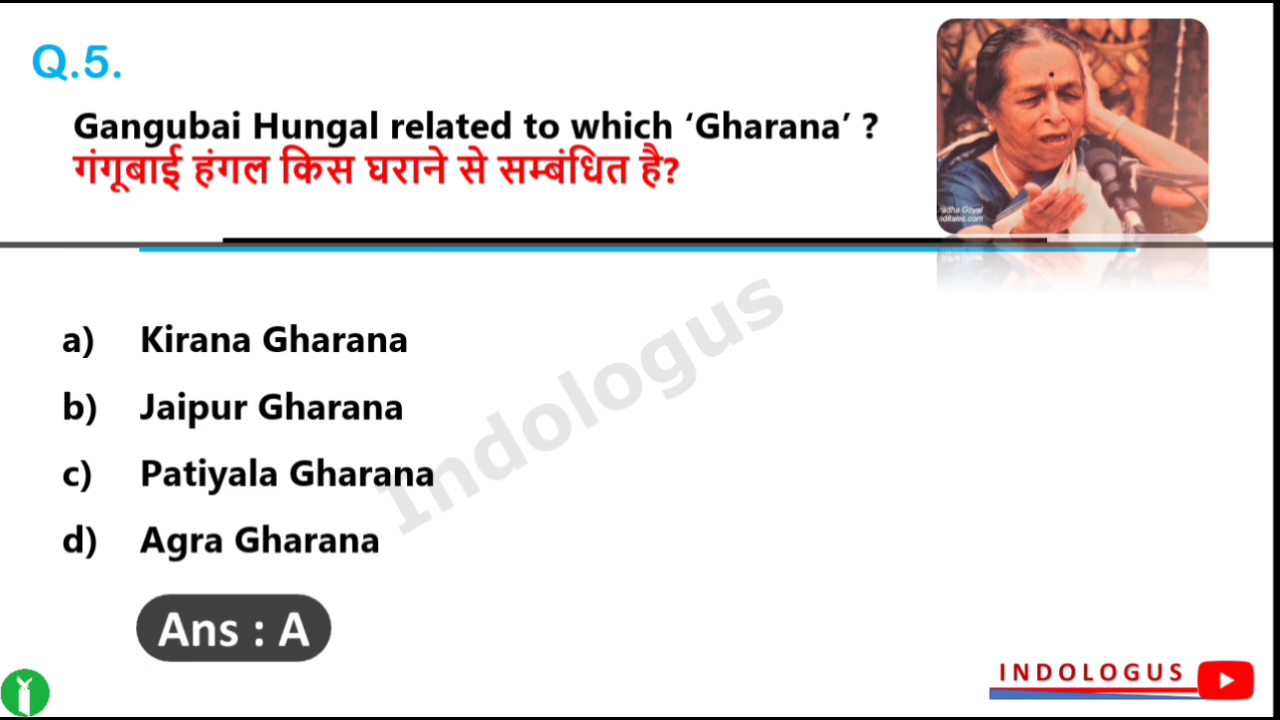 Q.5.
Gangubai Hungal related to which ‘Gharana’ ?
गंगूबाई हंगल किस घराने से सम्बंधित है?
a) Kirana Gharana
b) Jaipur Gharana
c) Patiyala Gharana
d) Agra Gharana
Indologus
Ans : A
INDOLOGUS